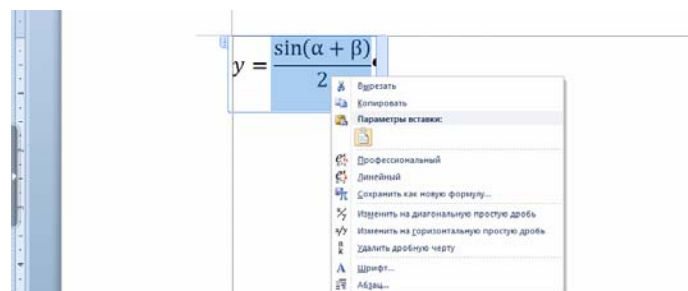 y = sin(α + β)
2
Вырезать
Копировать
Параметры вставки:
Профессиональный
Линейный
Сохранить как новую формулу...
Изменить на диагональную простую дробь
Изменить на горизонтальную простую дробь
Удалить дробную черту
Шрифт...
Абзац...